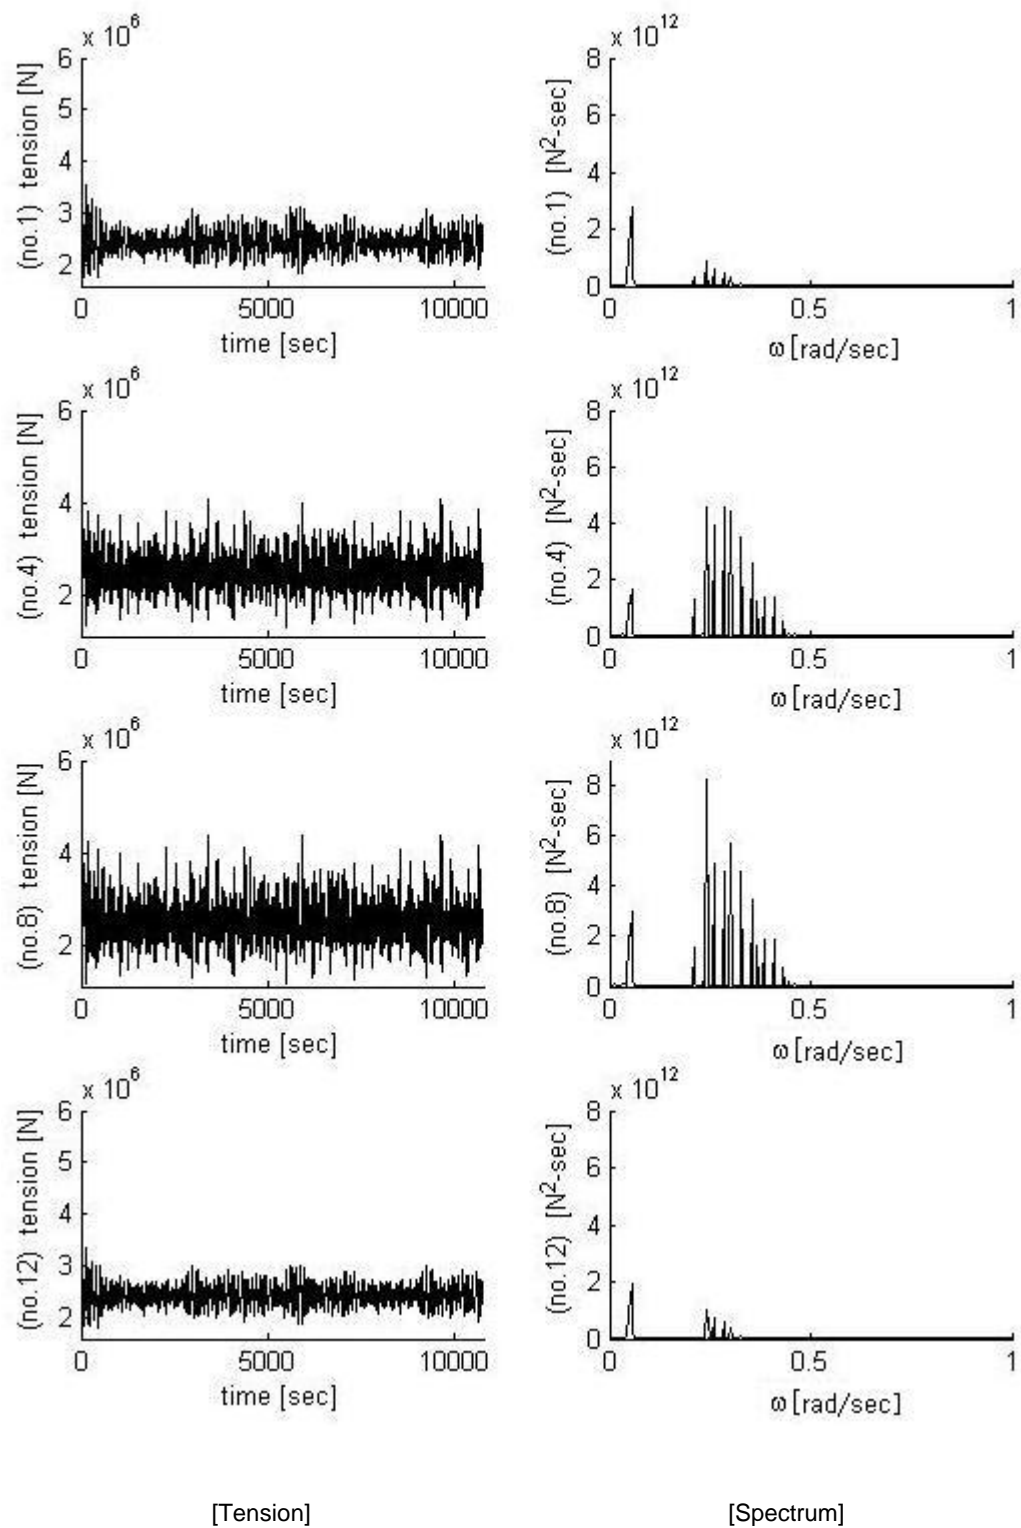 x 10^6
6
5
4
3
2
(no.1) tension [N]
0 5000 10000
time [sec]
x 10^12
8
6
4
2
0
(no.1) [N^2-sec]
0 0.5 1
ω[rad/sec]
x 10^6
6
4
2
(no.4) tension [N]
0 5000 10000
time [sec]
x 10^12
8
6
4
2
0
(no.4) [N^2-sec]
0 0.5 1
ω[rad/sec]
x 10^6
6
4
2
(no.8) tension [N]
0 5000 10000
time [sec]
x 10^12
8
6
4
2
0
(no.8) [N^2-sec]
0 0.5 1
ω[rad/sec]
x 10^6
6
5
4
3
2
(no.12) tension [N]
0 5000 10000
time [sec]
x 10^12
8
6
4
2
0
(no.12) [N^2-sec]
0 0.5 1
ω[rad/sec]
[Tension] [Spectrum]